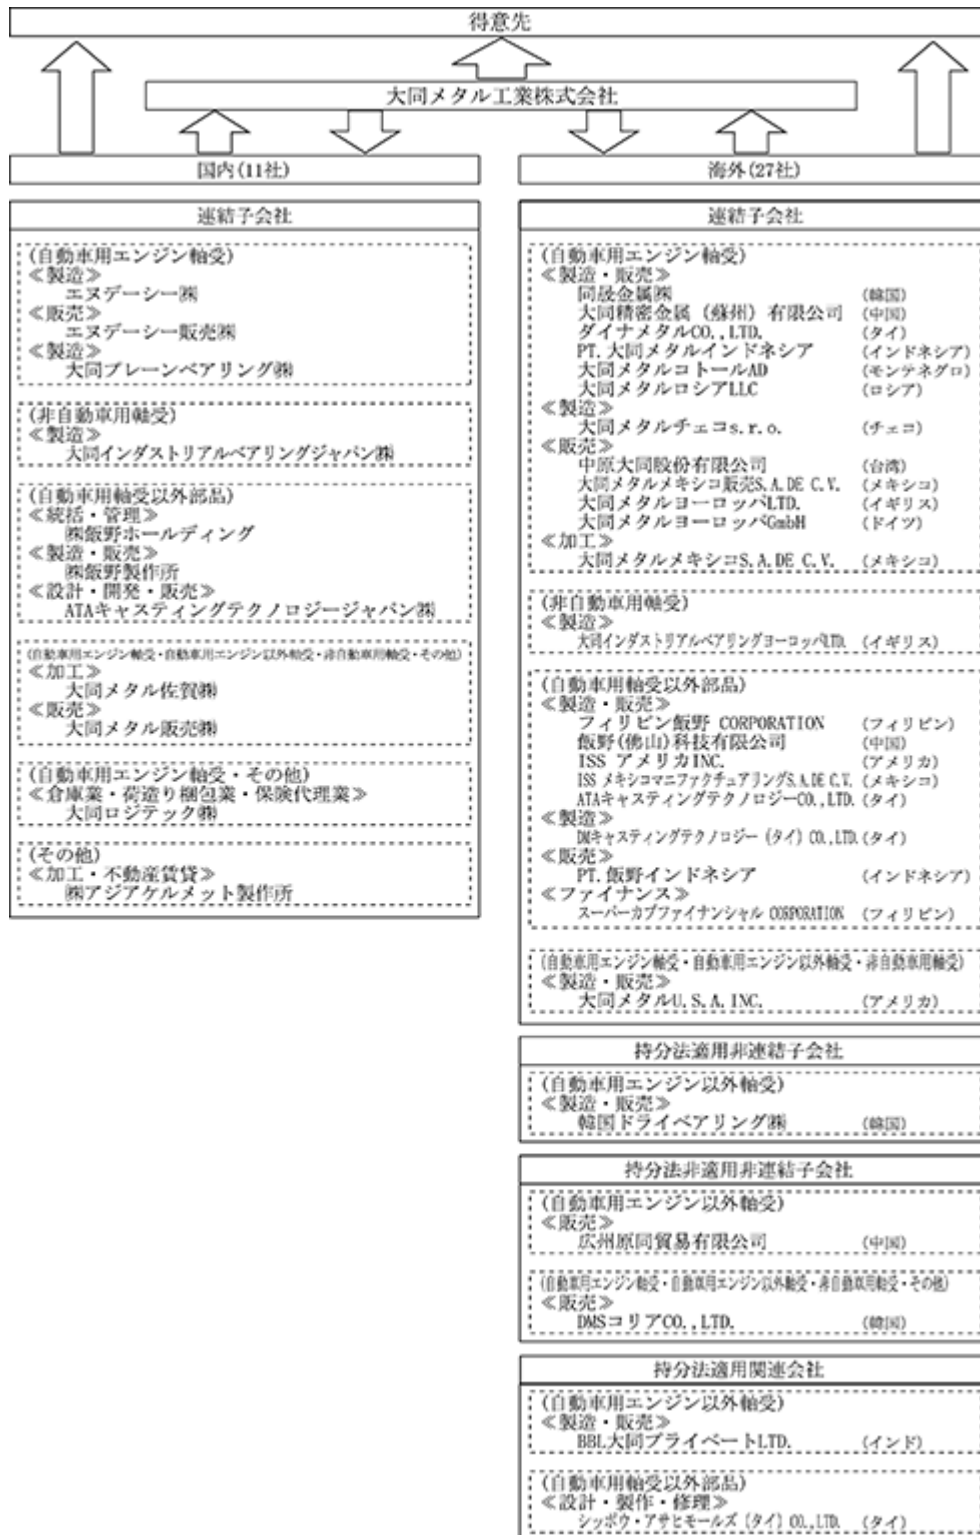 得意先
大同メタル工業株式会社
国内(11社)
連結子会社
(自動車用エンジン軸受)
≪製造≫
エヌデーシー㈱
≪販売≫
エヌデーシー販売㈱
≪製造≫
大同プレーンベアリング㈱
(非自動車用軸受)
≪製造≫
大同インダストリアルベアリングジャパン㈱
(自動車用軸受以外部品)
≪統括・管理≫
㈱飯野ホールディング
≪製造・販売≫
㈱飯野製作所
≪設計・開発・販売≫
ATAキャスティングテクノロジージャパン㈱
(自動車用エンジン軸受・自動車用エンジン以外軸受・非自動車用軸受・その他)
≪加工≫
大同メタル佐賀㈱
≪販売≫
大同メタル販売㈱
(自動車用エンジン軸受・その他)
≪倉庫業・荷造り梱包業・保険代理業≫
大同ロジテック㈱
(その他)
≪加工・不動産賃貸≫
㈱アジアケルメット製作所
海外(27社)
連結子会社
(自動車用エンジン軸受)
≪製造・販売≫
同晟金属㈱ (韓国)
大同精密金属（蘇州）有限公司 (中国)
ダイナメタルCO.,LTD. (タイ)
PT.大同メタルインドネシア (インドネシア)
大同メタルコトールAD (モンテネグロ)
大同メタルロシアLLC (ロシア)
≪製造≫
大同メタルチェコs.r.o. (チェコ)
≪販売≫
中原大同股份有限公司 (台湾)
大同メタルメキシコ販売S.A.DE C.V. (メキシコ)
大同メタルヨーロッパLTD. (イギリス)
大同メタルヨーロッパGmbH (ドイツ)
≪加工≫
大同メタルメキシコS.A.DE C.V. (メキシコ)
(非自動車用軸受)
≪製造≫
大同インダストリアルベアリングヨーロッパLTD. (イギリス)
(自動車用軸受以外部品)
≪製造・販売≫
フィリピン飯野 CORPORATION (フィリピン)
飯野(佛山)科技有限公司 (中国)
ISS アメリカINC. (アメリカ)
ISS メキシコマニファクチュアリングS.A.DE C.V. (メキシコ)
ATAキャスティングテクノロジーCO.,LTD. (タイ)
≪製造≫
DMキャスティングテクノロジー（タイ）CO.,LTD. (タイ)
≪販売≫
PT.飯野インドネシア (インドネシア)
≪ファイナンス≫
スーパーカブファイナンシャル CORPORATION (フィリピン)
(自動車用エンジン軸受・自動車用エンジン以外軸受・非自動車用軸受)
≪製造・販売≫
大同メタルU.S.A.INC. (アメリカ)
持分法適用非連結子会社
(自動車用エンジン以外軸受)
≪製造・販売≫
韓国ドライベアリング㈱ (韓国)
持分法非適用非連結子会社
(自動車用エンジン以外軸受)
≪販売≫
広州原同貿易有限公司 (中国)
(自動車用エンジン軸受・自動車用エンジン以外軸受・非自動車用軸受・その他)
≪販売≫
DMSコリアCO.,LTD. (韓国)
持分法適用関連会社
(自動車用エンジン以外軸受)
≪製造・販売≫
BBL大同プライベートLTD. (インド)
(自動車用軸受以外部品)
≪設計・製作・修理≫
シッポウ・アサヒモールズ（タイ）CO.,LTD. (タイ)